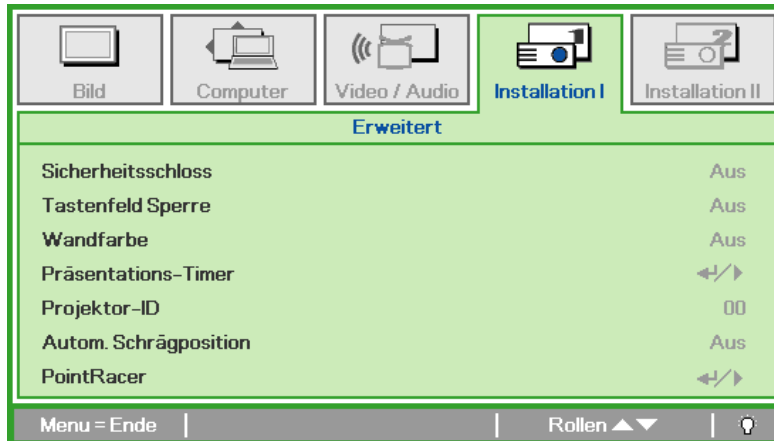 Bild
Computer
Video / Audio
Installation I
Installation II
Erweitert
Sicherheitsschloss Aus
Tastenfeld Sperre Aus
Wandfarbe Aus
Präsentations-Timer
Projektor-ID 00
Autom. Schrägposition Aus
PointRacer
Menu = Ende Rollen